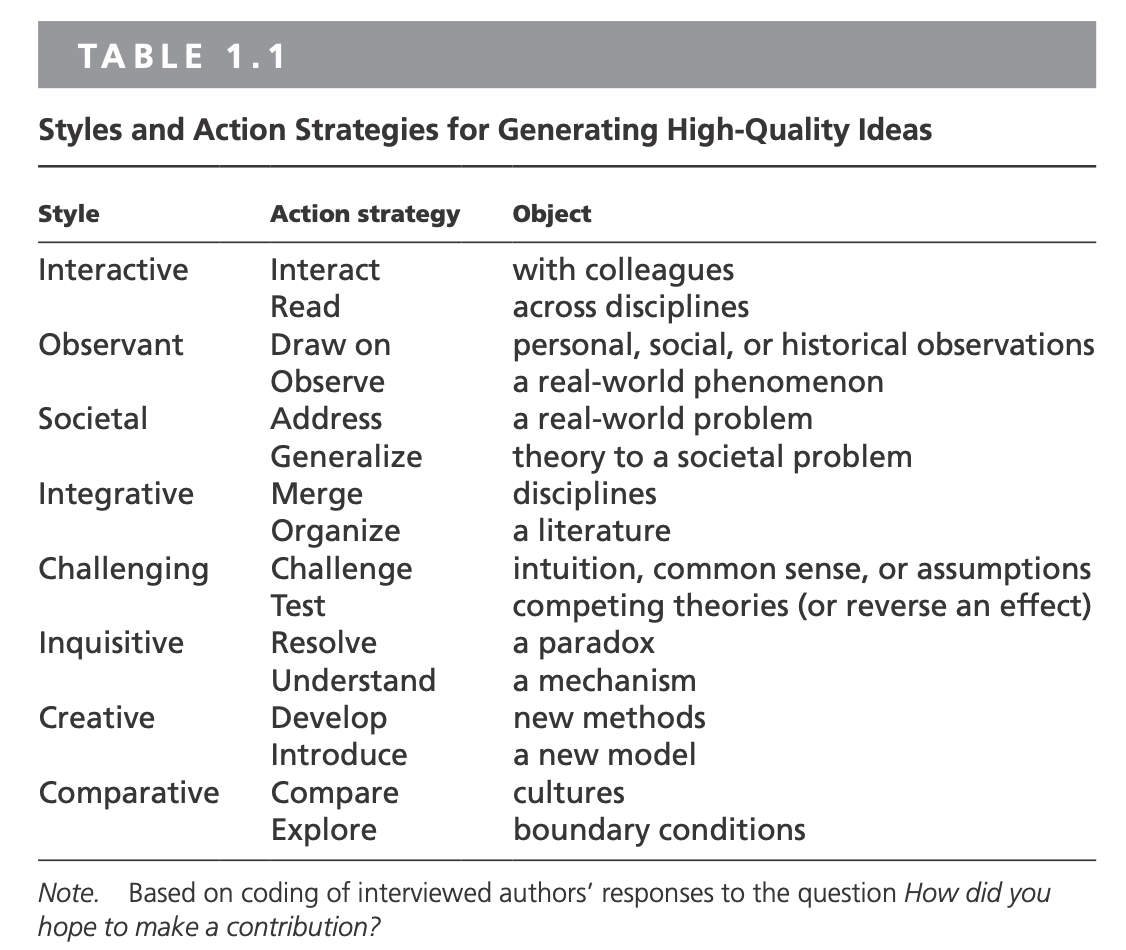 TABLE 1.1
Styles and Action Strategies for Generating High-Quality Ideas
Style Action strategy Object
Interactive Interact with colleagues
Read across disciplines
Observant Draw on personal, social, or historical observations
Observe a real-world phenomenon
Societal Address a real-world problem
Generalize theory to a societal problem
Integrative Merge disciplines
Organize a literature
Challenging Challenge intuition, common sense, or assumptions
Test competing theories (or reverse an effect)
Inquisitive Resolve a paradox
Understand a mechanism
Creative Develop new methods
Introduce a new model
Comparative Compare cultures
Explore boundary conditions
Note. Based on coding of interviewed authors’ responses to the question How did you
hope to make a contribution?